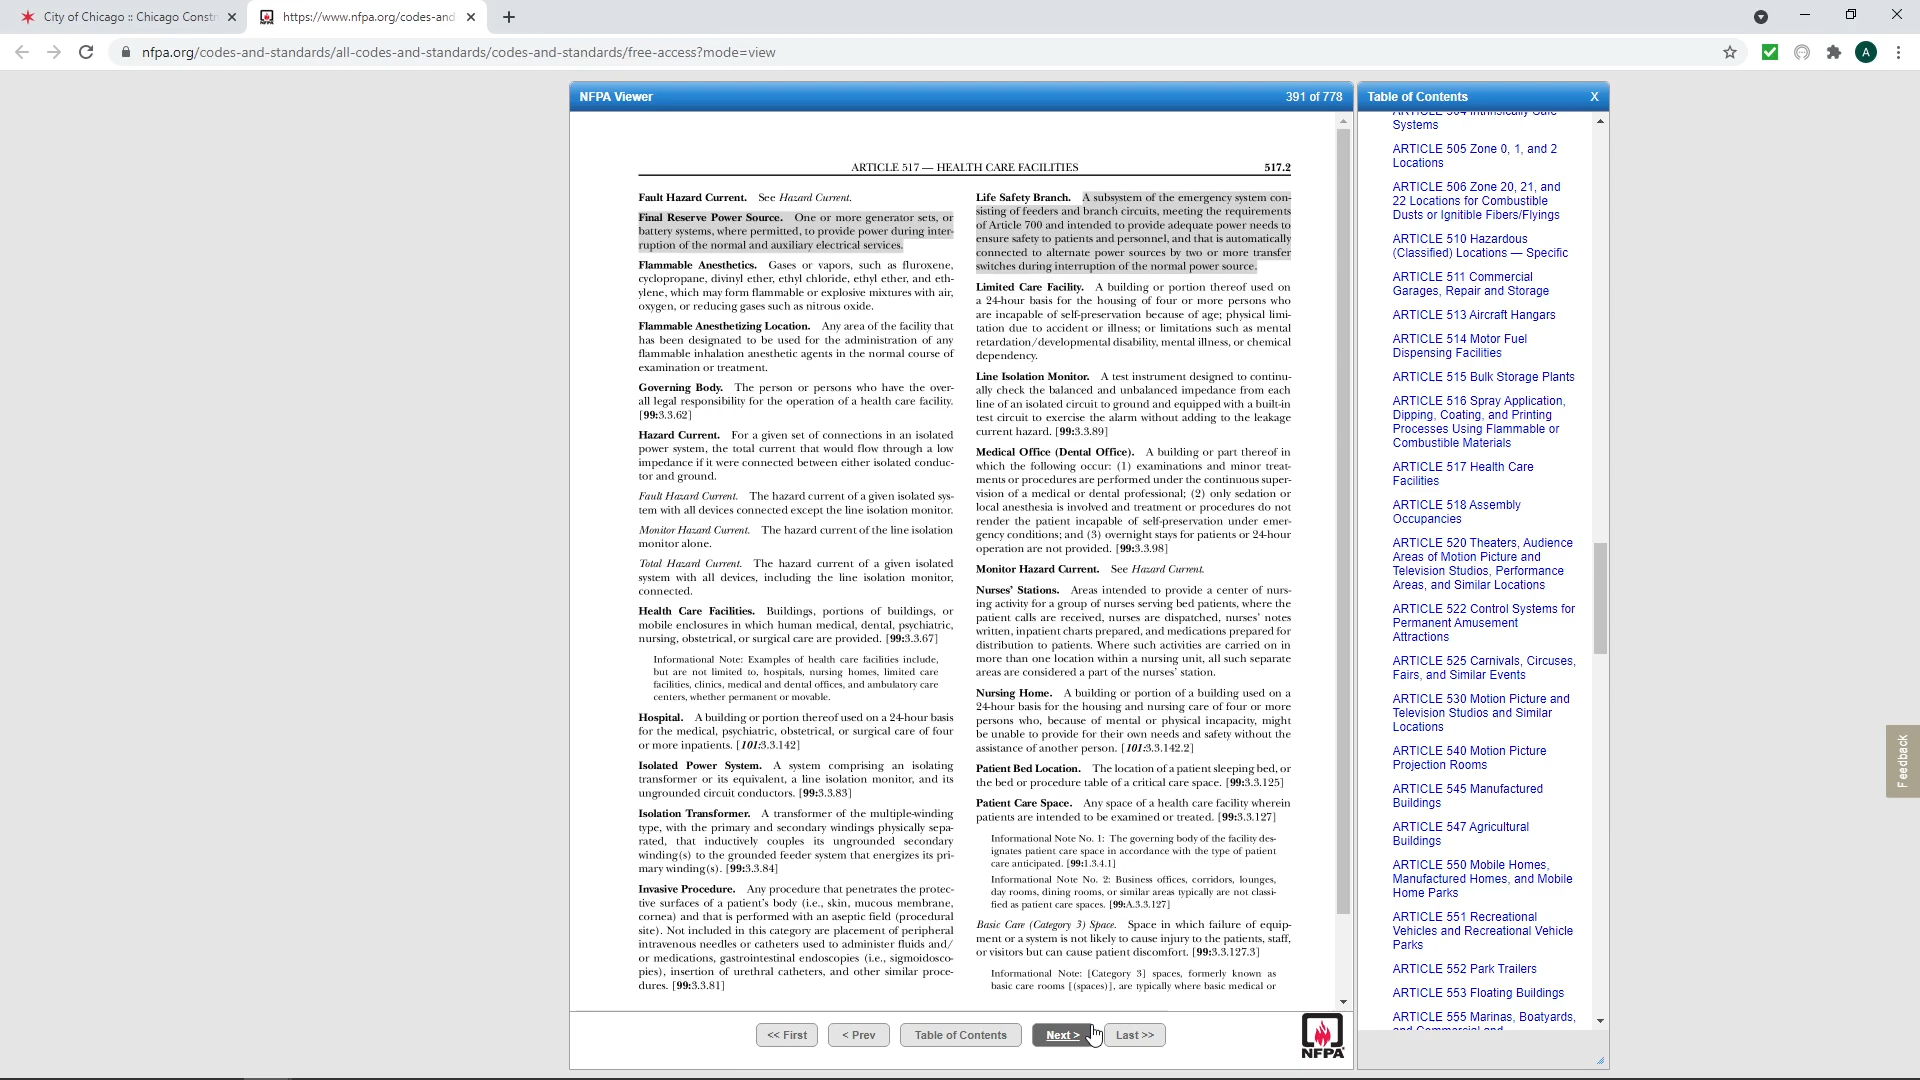 City of Chicago :: Chicago Constr
https://www.nfpa.org/codes-and
nfpa.org/codes-and-standards/all-codes-and-standards/codes-and-standards/free-access?mode=view
A
NFPA Viewer
391 of 778
ARTICLE 517 — HEALTH CARE FACILITIES
517.2
Fault Hazard Current. See Hazard Current.
Final Reserve Power Source. One or more generator sets, or
battery systems, where permitted, to provide power during inter-
ruption of the normal and auxiliary electrical services.
Flammable Anesthetics. Gases or vapors, such as fluroxene,
cyclopropane, divinyl ether, ethyl chloride, ethyl ether, and eth-
ylene, which may form flammable or explosive mixtures with air,
oxygen, or reducing gases such as nitrous oxide.
Flammable Anesthetizing Location. Any area of the facility that
has been designated to be used for the administration of any
flammable inhalation anesthetic agents in the normal course of
examination or treatment.
Governing Body. The person or persons who have the over-
all legal responsibility for the operation of a health care facility.
[99:3.3.62]
Hazard Current. For a given set of connections in an isolated
power system, the total current that would flow through a low
impedance if it were connected between either isolated conduc-
tor and ground.
Fault Hazard Current. The hazard current of a given isolated sys-
tem with all devices connected except the line isolation monitor.
Monitor Hazard Current. The hazard current of the line isolation
monitor alone.
Total Hazard Current. The hazard current of a given isolated
system with all devices, including the line isolation monitor,
connected.
Health Care Facilities. Buildings, portions of buildings, or
mobile enclosures in which human medical, dental, psychiatric,
nursing, obstetrical, or surgical care are provided. [99:3.3.67]
Informational Note: Examples of health care facilities include,
but are not limited to, hospitals, nursing homes, limited care
facilities, clinics, medical and dental offices, and ambulatory care
centers, whether permanent or movable.
Hospital. A building or portion thereof used on a 24-hour basis
for the medical, psychiatric, obstetrical, or surgical care of four
or more inpatients. [101:3.3.142]
Isolated Power System. A system comprising an isolating
transformer or its equivalent, a line isolation monitor, and its
ungrounded circuit conductors. [99:3.3.83]
Isolation Transformer. A transformer of the multiple-winding
type, with the primary and secondary windings physically sepa-
rated, that inductively couples its ungrounded secondary
winding(s) to the grounded feeder system that energizes its pri-
mary winding(s). [99:3.3.84]
Invasive Procedure. Any procedure that penetrates the protec-
tive surfaces of a patient's body (i.e., skin, mucous membrane,
cornea) and that is performed with an aseptic field (procedural
site). Not included in this category are placement of peripheral
intravenous needles or catheters used to administer fluids and/
or medications, gastrointestinal endoscopies (i.e., sigmoidosco-
pies), insertion of urethral catheters, and other similar proce-
dures. [99:3.3.81]
Life Safety Branch. A subsystem of the emergency system con-
sisting of feeders and branch circuits, meeting the requirements
of Article 700 and intended to provide adequate power needs to
ensure safety to patients and personnel, and that is automatically
connected to alternate power sources by two or more transfer
switches during interruption of the normal power source.
Limited Care Facility. A building or portion thereof used on
a 24-hour basis for the housing of four or more persons who
are incapable of self-preservation because of age; physical limi-
tation due to accident or illness; or limitations such as mental
retardation/developmental disability, mental illness, or chemical
dependency.
Line Isolation Monitor. A test instrument designed to continu-
ally check the balanced and unbalanced impedance from each
line of an isolated circuit to ground and equipped with a built-in
test circuit to exercise the alarm without adding to the leakage
current hazard. [99:3.3.89]
Medical Office (Dental Office). A building or part thereof in
which the following occur: (1) examinations and minor treat-
ments or procedures are performed under the continuous super-
vision of a medical or dental professional; (2) only sedation or
local anesthesia is involved and treatment or procedures do not
render the patient incapable of self-preservation under emer-
gency conditions; and (3) overnight stays for patients or 24-hour
operation are not provided. [99:3.3.98]
Monitor Hazard Current. See Hazard Current.
Nurses' Stations. Areas intended to provide a center of nurs-
ing activity for a group of nurses serving bed patients, where the
patient calls are received, nurses are dispatched, nurses' notes
written, inpatient charts prepared, and medications prepared for
distribution to patients. Where such activities are carried on in
more than one location within a nursing unit, all such separate
areas are considered a part of the nurses' station.
Nursing Home. A building or portion of a building used on a
24-hour basis for the housing and nursing care of four or more
persons who, because of mental or physical incapacity, might
be unable to provide for their own needs and safety without the
assistance of another person. [101:3.3.142.2]
Patient Bed Location. The location of a patient sleeping bed, or
the bed or procedure table of a critical care space. [99:3.3.125]
Patient Care Space. Any space of a health care facility wherein
patients are intended to be examined or treated. [99:3.3.127]
Informational Note No. 1: The governing body of the facility des-
ignates patient care space in accordance with the type of patient
care anticipated. [99:1.3.4.1]
Informational Note No. 2: Business offices, corridors, lounges,
day rooms, dining rooms, or similar areas typically are not classi-
fied as patient care spaces. [99:A.3.3.127]
Basic Care (Category 3) Space. Space in which failure of equip-
ment or a system is not likely to cause injury to the patients, staff,
or visitors but can cause patient discomfort. [99:3.3.127.3]
Informational Note: [Category 3] spaces, formerly known as
basic care rooms [(spaces)], are typically where basic medical or
<< First
< Prev
Table of Contents
Next >
Last >>
NFPA
Table of Contents
X
ARTICLE 504 Intrinsically Safe
Systems
ARTICLE 505 Zone 0, 1, and 2
Locations
ARTICLE 506 Zone 20, 21, and
22 Locations for Combustible
Dusts or Ignitible Fibers/Flyings
ARTICLE 510 Hazardous
(Classified) Locations — Specific
ARTICLE 511 Commercial
Garages, Repair and Storage
ARTICLE 513 Aircraft Hangars
ARTICLE 514 Motor Fuel
Dispensing Facilities
ARTICLE 515 Bulk Storage Plants
ARTICLE 516 Spray Application,
Dipping, Coating, and Printing
Processes Using Flammable or
Combustible Materials
ARTICLE 517 Health Care
Facilities
ARTICLE 518 Assembly
Occupancies
ARTICLE 520 Theaters, Audience
Areas of Motion Picture and
Television Studios, Performance
Areas, and Similar Locations
ARTICLE 522 Control Systems for
Permanent Amusement
Attractions
ARTICLE 525 Carnivals, Circuses,
Fairs, and Similar Events
ARTICLE 530 Motion Picture and
Television Studios and Similar
Locations
ARTICLE 540 Motion Picture
Projection Rooms
ARTICLE 545 Manufactured
Buildings
ARTICLE 547 Agricultural
Buildings
ARTICLE 550 Mobile Homes,
Manufactured Homes, and Mobile
Home Parks
ARTICLE 551 Recreational
Vehicles and Recreational Vehicle
Parks
ARTICLE 552 Park Trailers
ARTICLE 553 Floating Buildings
ARTICLE 555 Marinas, Boatyards,
and Commercial and
Feedback